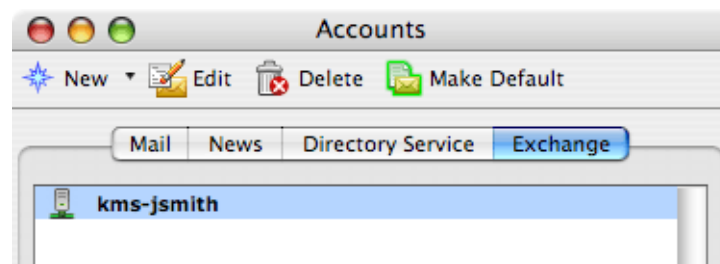 Accounts
New Edit Delete Make Default
Mail News Directory Service Exchange
kms-jsmith